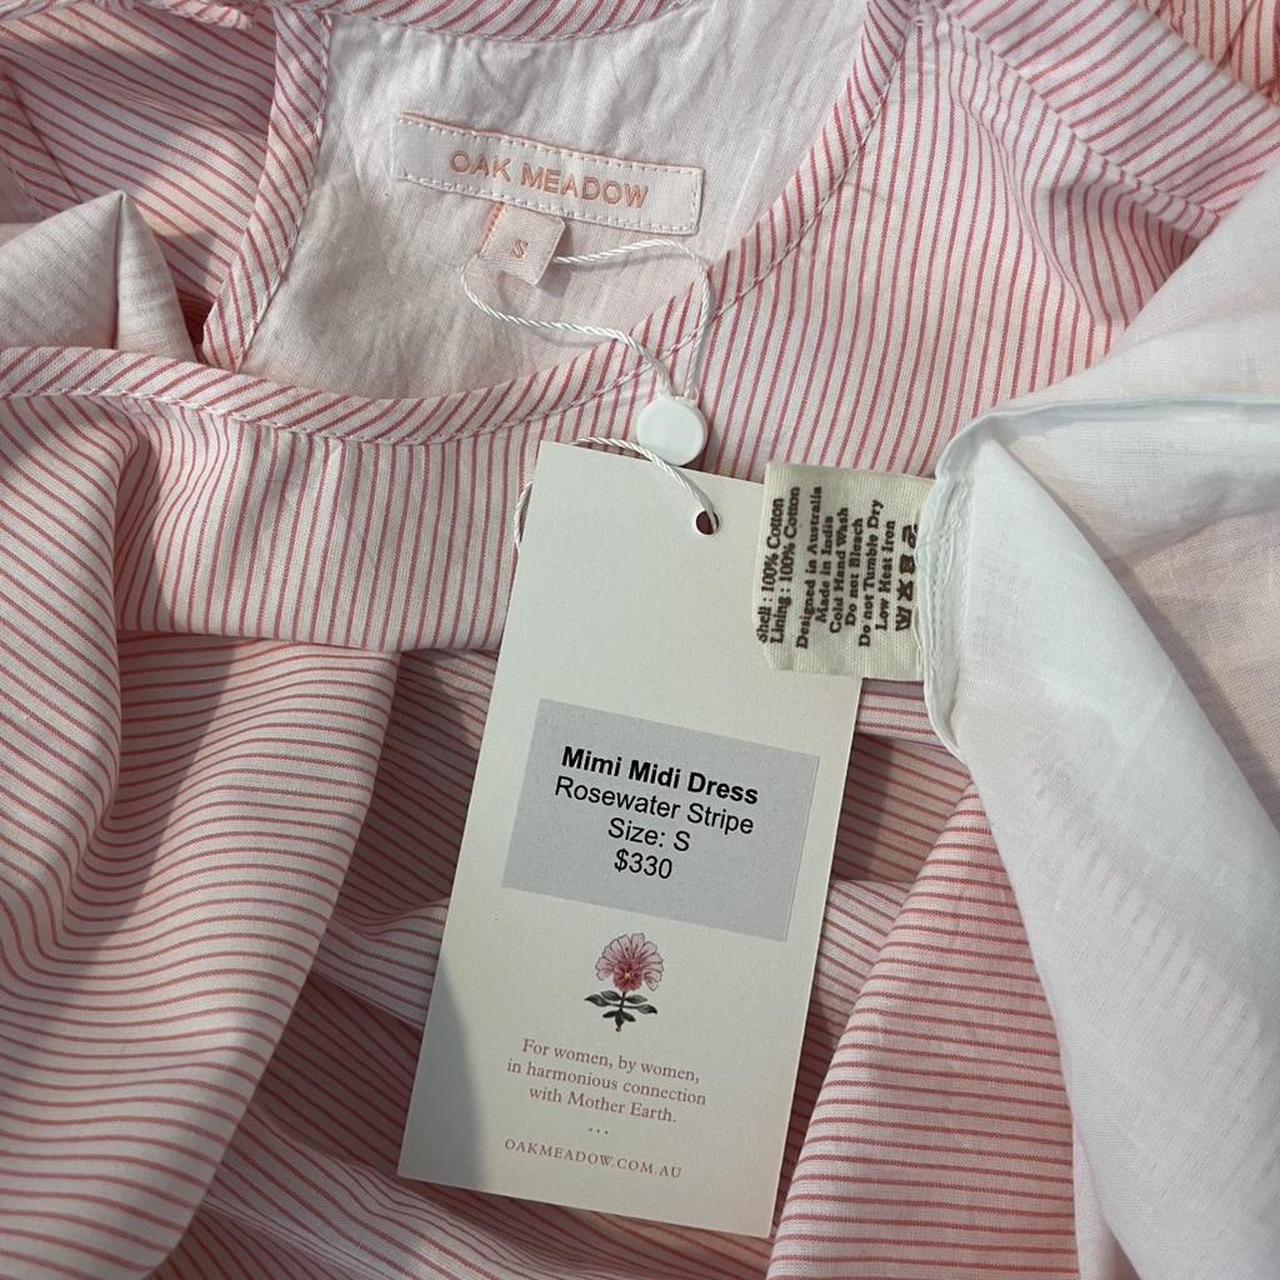 OAK MEADOW
S
Shell : 100% Cotton
Lining : 100% Cotton
Designed in Australia
Made in India
Cold Hand Wash
Do not Bleach
Do not Tumble Dry
Low Heat Iron
Mimi Midi Dress
Rosewater Stripe
Size: S
$330
For women, by women,
in harmonious connection
with Mother Earth.
...
OAKMEADOW.COM.AU